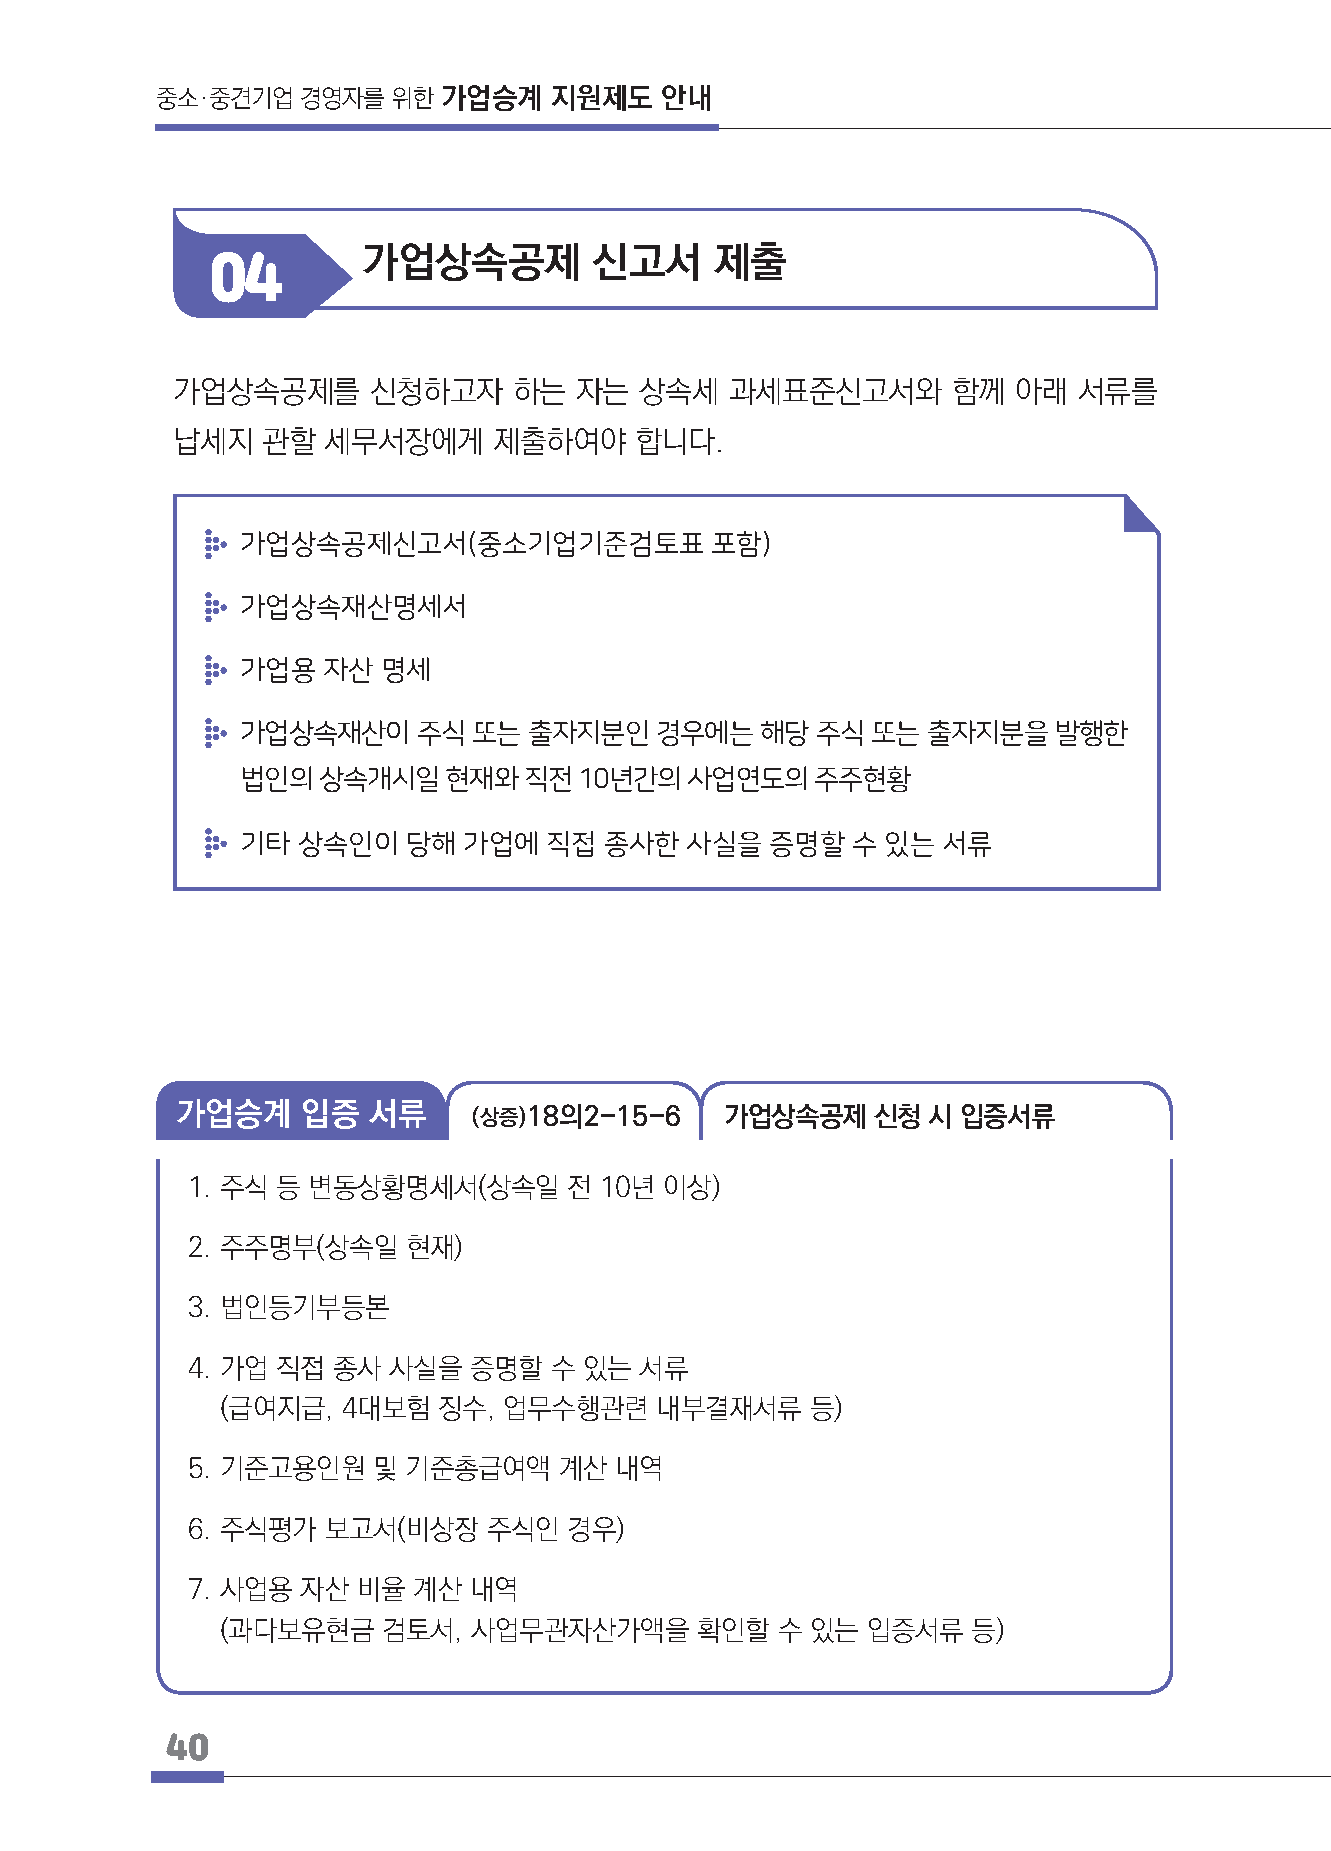 중소·중견기업 경영자를 위한 가업승계 지원제도 안내
04 가업상속공제 신고서 제출
가업상속공제를 신청하고자 하는 자는 상속세 과세표준신고서와 함께 아래 서류를
납세지 관할 세무서장에게 제출하여야 합니다.
가업상속공제신고서(중소기업기준검토표 포함)
가업상속재산명세서
가업용 자산 명세
가업상속재산이 주식 또는 출자지분인 경우에는 해당 주식 또는 출자지분을 발행한
법인의 상속개시일 현재와 직전 10년간의 사업연도의 주주현황
기타 상속인이 당해 가업에 직접 종사한 사실을 증명할 수 있는 서류
가업승계 입증 서류 (상증)18의2-15-6 가업상속공제 신청 시 입증서류
1. 주식 등 변동상황명세서(상속일 전 10년 이상)
2. 주주명부(상속일 현재)
3. 법인등기부등본
4. 가업 직접 종사 사실을 증명할 수 있는 서류
(급여지급, 4대보험 징수, 업무수행관련 내부결재서류 등)
5. 기준고용인원 및 기준총급여액 계산 내역
6. 주식평가 보고서(비상장 주식인 경우)
7. 사업용 자산 비율 계산 내역
(과다보유현금 검토서, 사업무관자산가액을 확인할 수 있는 입증서류 등)
40